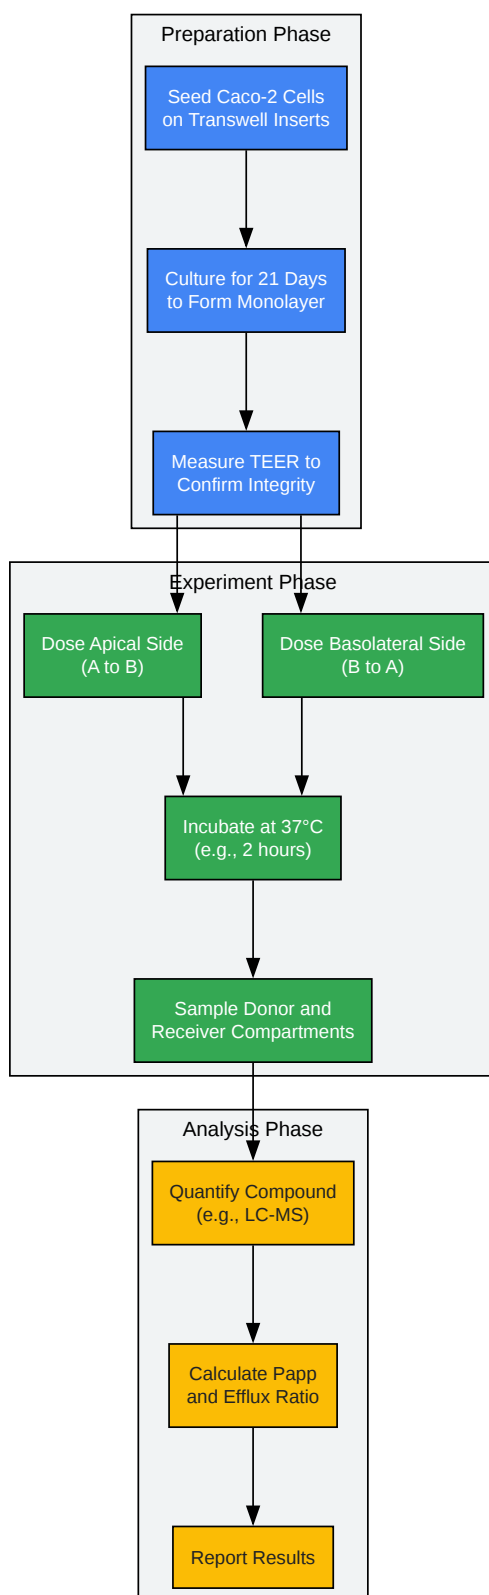 Preparation Phase
Seed Caco-2 Cells
on Transwell Inserts
Culture for 21 Days
to Form Monolayer
Measure TEER to
Confirm Integrity
Experiment Phase
Dose Apical Side
(A to B)
Dose Basolateral Side
(B to A)
Incubate at 37°C
(e.g., 2 hours)
Sample Donor and
Receiver Compartments
Analysis Phase
Quantify Compound
(e.g., LC-MS)
Calculate Papp
and Efflux Ratio
Report Results